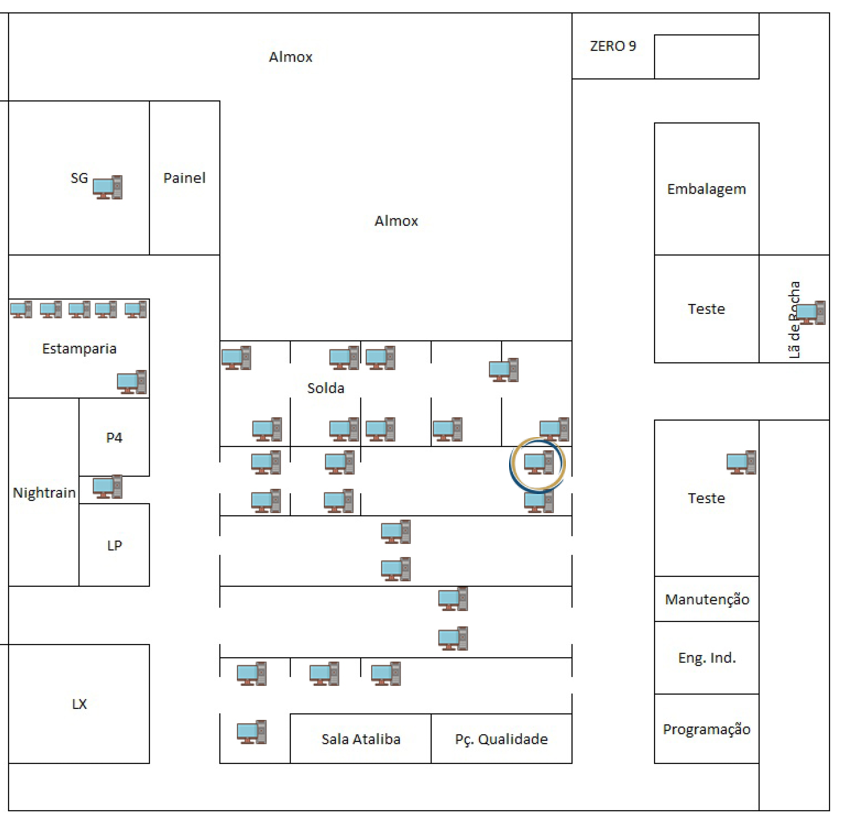 Almox
ZERO 9
SG
Painel
Almox
Embalagem
Teste
Lã de Rocha
Estamparia
Solda
P4
Nightrain
LP
Teste
Manutenção
Eng. Ind.
LX
Sala Ataliba
Pç. Qualidade
Programação